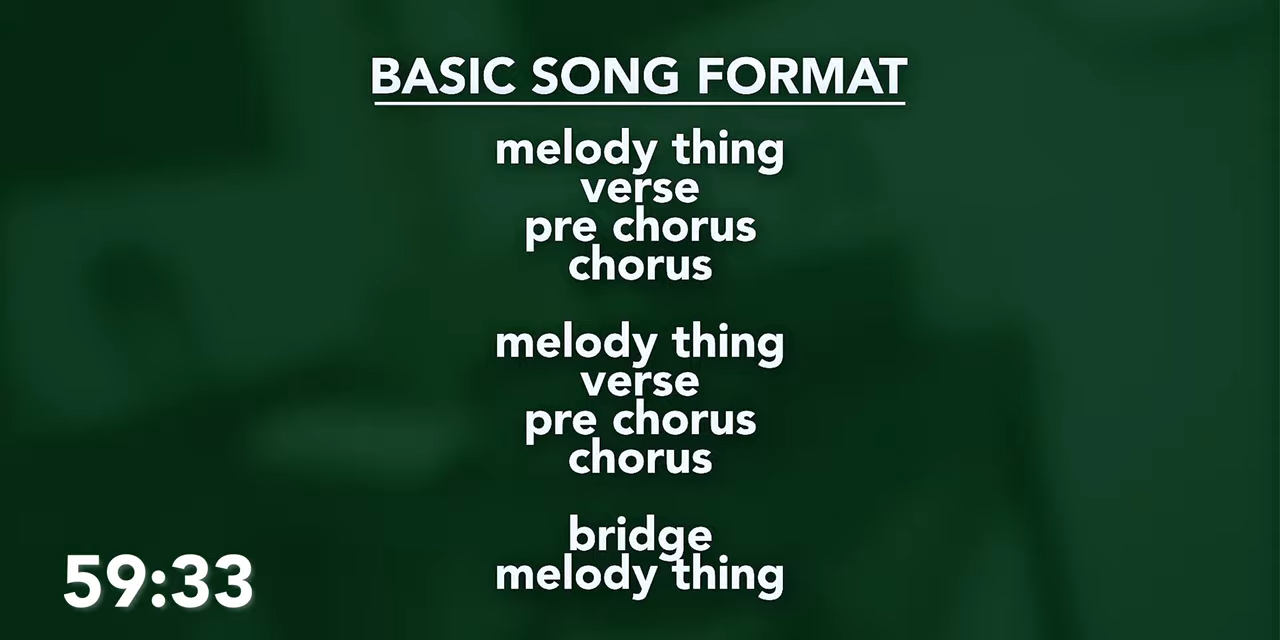 BASIC SONG FORMAT
melody thing
verse
pre chorus
chorus
melody thing
verse
pre chorus
chorus
bridge
melody thing
59:33